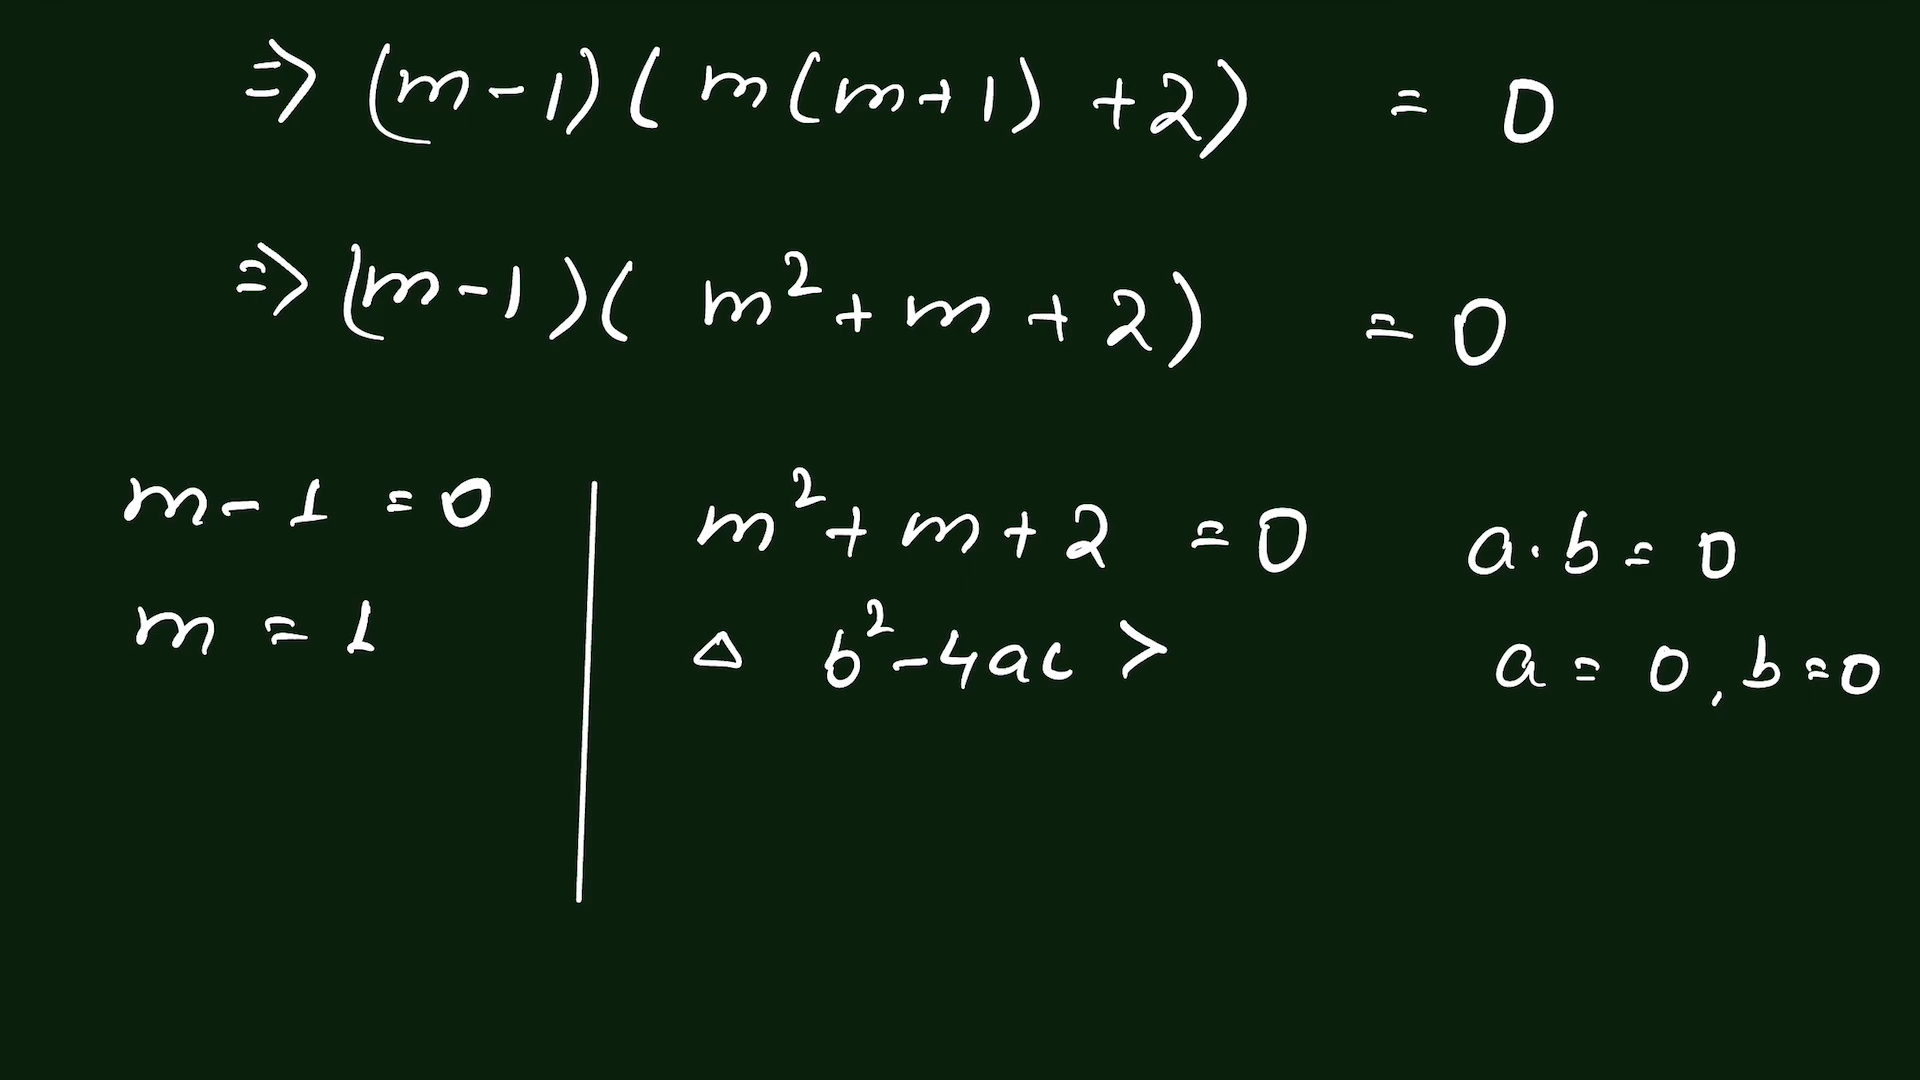 ⇒ (m-1)(m(m+1)+2) = 0
⇒ (m-1)(m²+m+2) = 0
m-1 = 0
m = 1
m²+m+2 = 0
△ b²-4ac >
a·b = 0
a = 0, b = 0